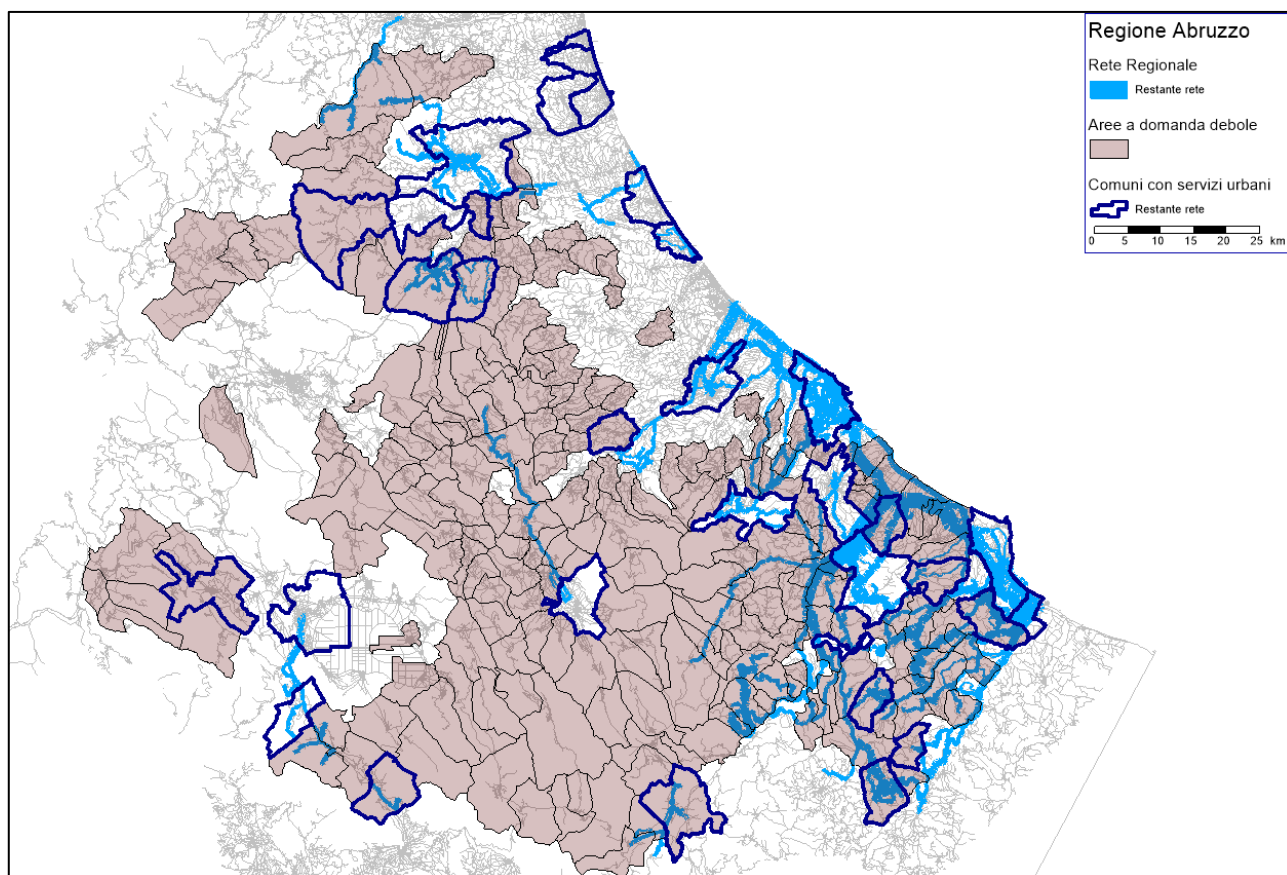 Regione Abruzzo
Rete Regionale
Restante rete
Aree a domanda debole
Comuni con servizi urbani
Restante rete
0 5 10 15 20 25 km